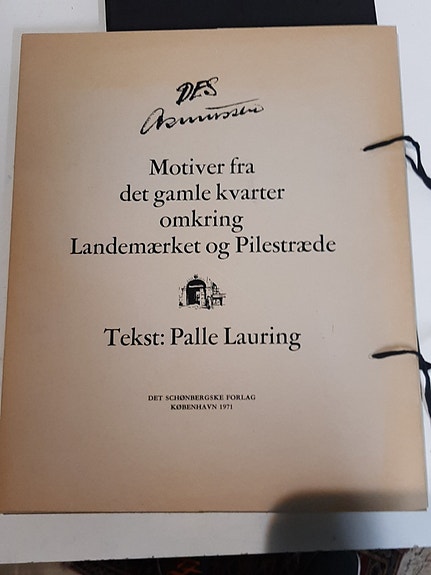 DES
Asmussen
Motiver fra
det gamle kvarter
omkring
Landemærket og Pilestræde
Tekst: Palle Lauring
DET SCHØNBERGSKE FORLAG
KØBENHAVN 1971